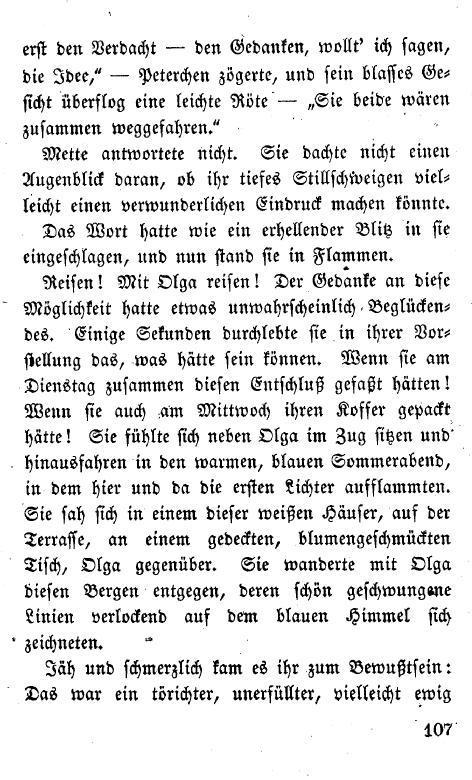 erst den Verdacht — den Gedanken, wollt' ich sagen,
die Idee,“ — Peterchen zögerte, und sein blasses Ge-
sicht überflog eine leichte Röte — „Sie beide wären
zusammen weggefahren.“
Mette antwortete nicht. Sie dachte nicht einen
Augenblick daran, ob ihr tiefes Stillschweigen viel-
leicht einen verwunderlichen Eindruck machen könnte.
Das Wort hatte wie ein erhellender Blitz in sie
eingeschlagen, und nun stand sie in Flammen.
Reisen! Mit Olga reisen! Der Gedanke an diese
Möglichkeit hatte etwas unwahrscheinlich Beglücken-
des. Einige Sekunden durchlebte sie in ihrer Vor-
stellung das, was hätte sein können. Wenn sie am
Dienstag zusammen diesen Entschluß gefaßt hätten!
Wenn sie auch am Mittwoch ihren Koffer gepackt
hätte! Sie fühlte sich neben Olga im Zug sitzen und
hinausfahren in den warmen, blauen Sommerabend,
in dem hier und da die ersten Lichter aufflammten.
Sie sah sich in einem dieser weißen Häuser, auf der
Terrasse, an einem gedeckten, blumengeschmückten
Tisch, Olga gegenüber. Sie wanderte mit Olga
diesen Bergen entgegen, deren schön geschwungene
Linien verlockend auf dem blauen Himmel sich
zeichneten.
Jäh und schmerzlich kam es ihr zum Bewußtsein:
Das war ein törichter, unerfüllter, vielleicht ewig
107